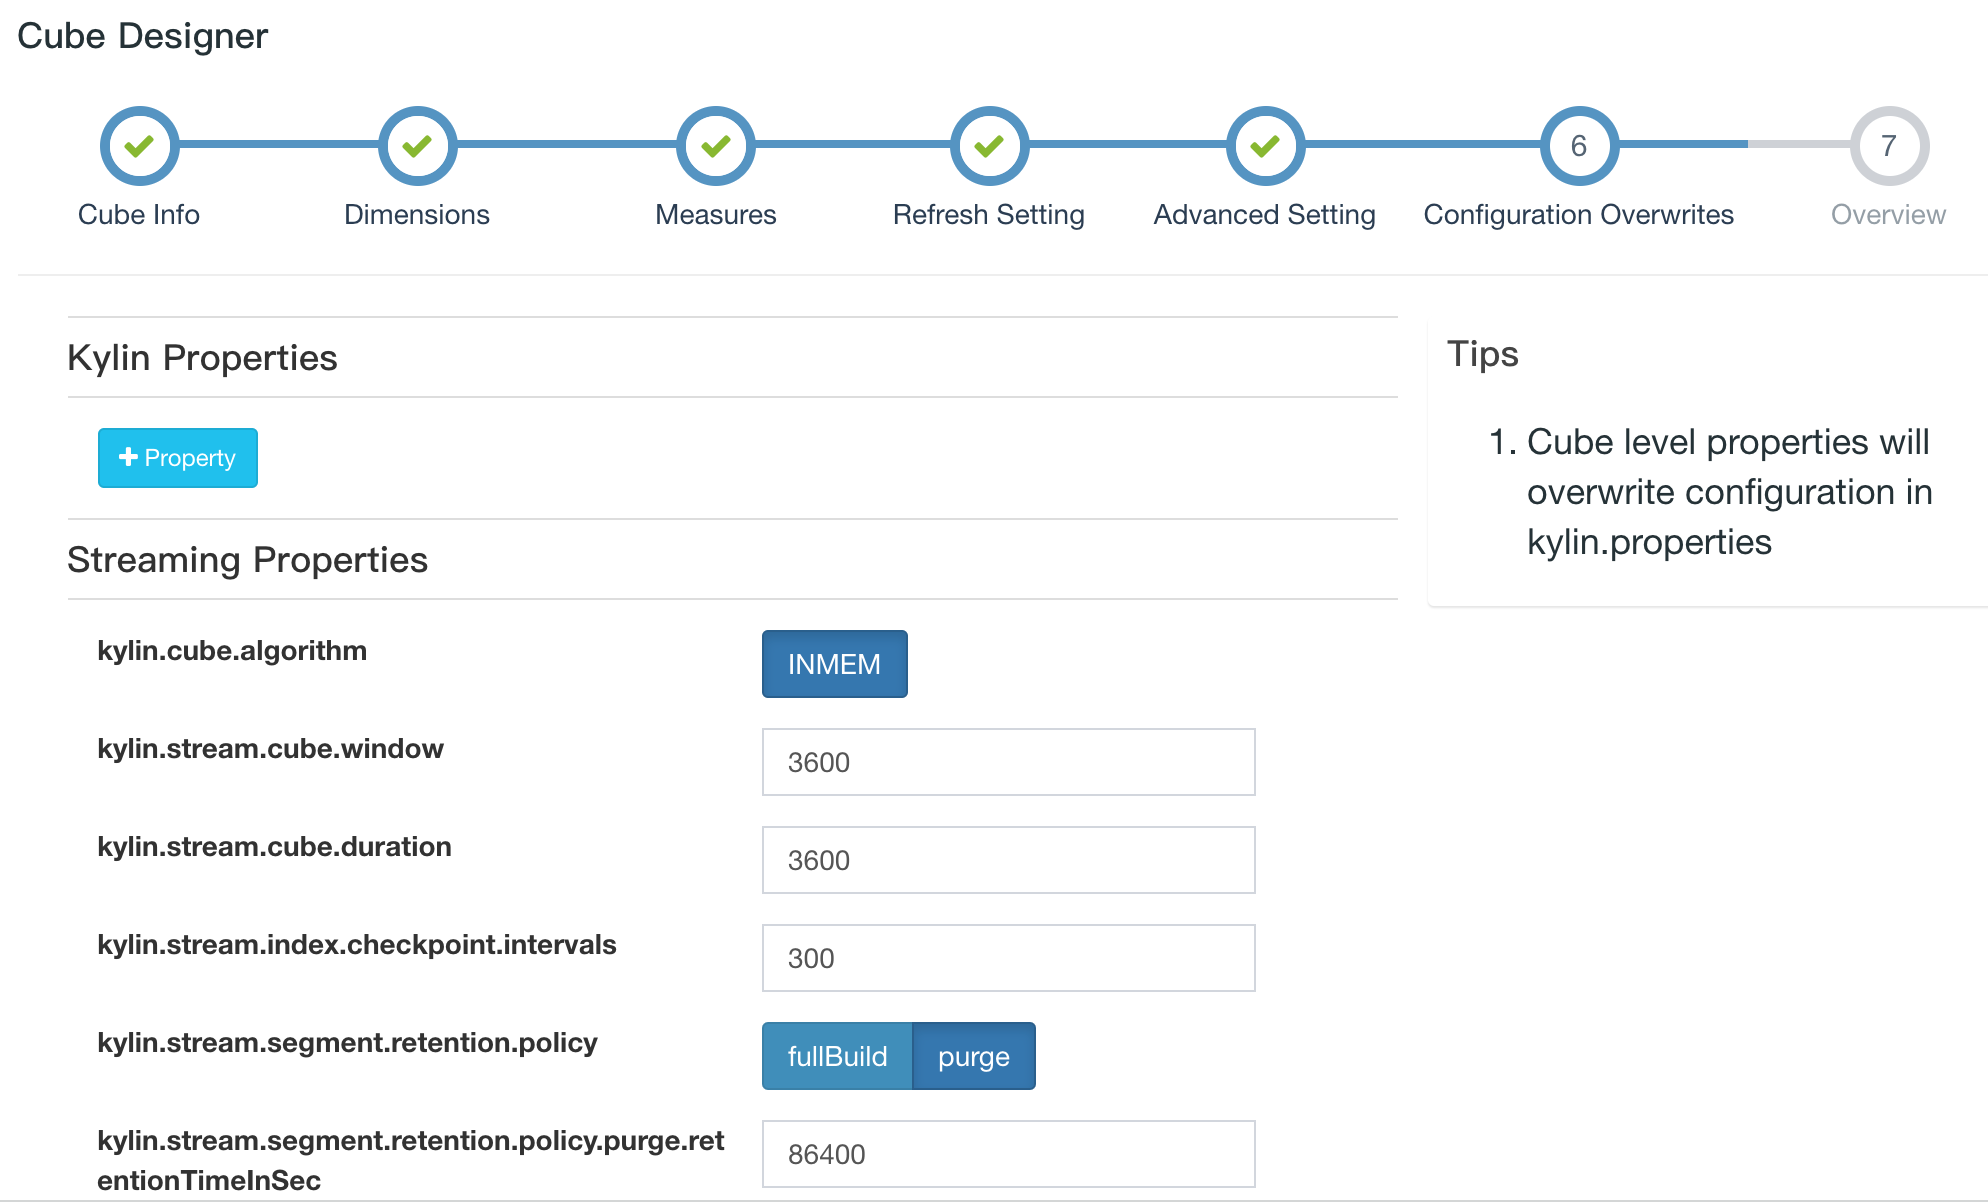 Cube Designer
6
7
Cube Info
Dimensions
Measures
Refresh Setting
Advanced Setting
Configuration Overwrites
Overview
Kylin Properties
Property
Tips
1. Cube level properties will
overwrite configuration in
kylin.properties
Streaming Properties
kylin.cube.algorithm
INMEM
kylin.stream.cube.window
3600
kylin.stream.cube.duration
3600
kylin.stream.index.checkpoint.intervals
300
kylin.stream.segment.retention.policy
fullBuild
purge
kylin.stream.segment.retention.policy.purge.ret
entionTimeInSec
86400